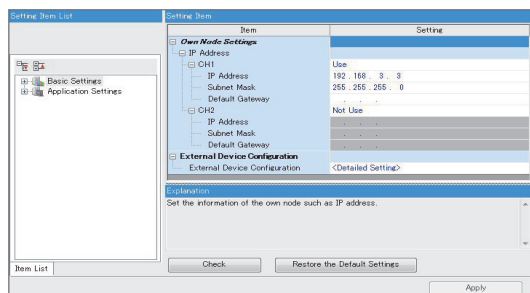 Setting Item List
Basic Settings
Application Settings
Item List
Setting Item
Item Setting
Own Node Settings
IP Address
CH1 Use
IP Address 192 . 168 . 3 . 3
Subnet Mask 255 . 255 . 255 . 0
Default Gateway . . .
CH2 Not Use
IP Address . . .
Subnet Mask . . .
Default Gateway . . .
External Device Configuration
External Device Configuration <Detailed Setting>
Explanation
Set the information of the own node such as IP address.
Check Restore the Default Settings
Apply